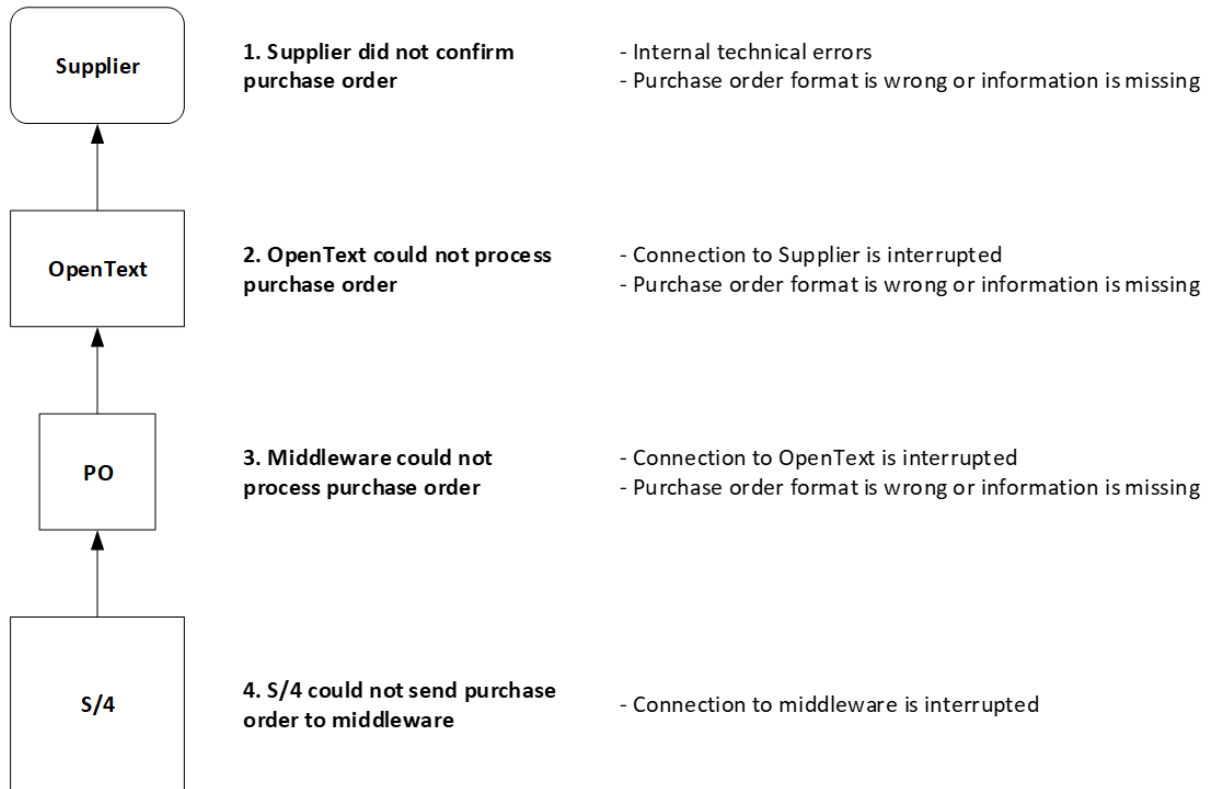 Supplier
1. Supplier did not confirm
purchase order
- Internal technical errors
- Purchase order format is wrong or information is missing
OpenText
2. OpenText could not process
purchase order
- Connection to Supplier is interrupted
- Purchase order format is wrong or information is missing
PO
3. Middleware could not
process purchase order
- Connection to OpenText is interrupted
- Purchase order format is wrong or information is missing
S/4
4. S/4 could not send purchase
order to middleware
- Connection to middleware is interrupted